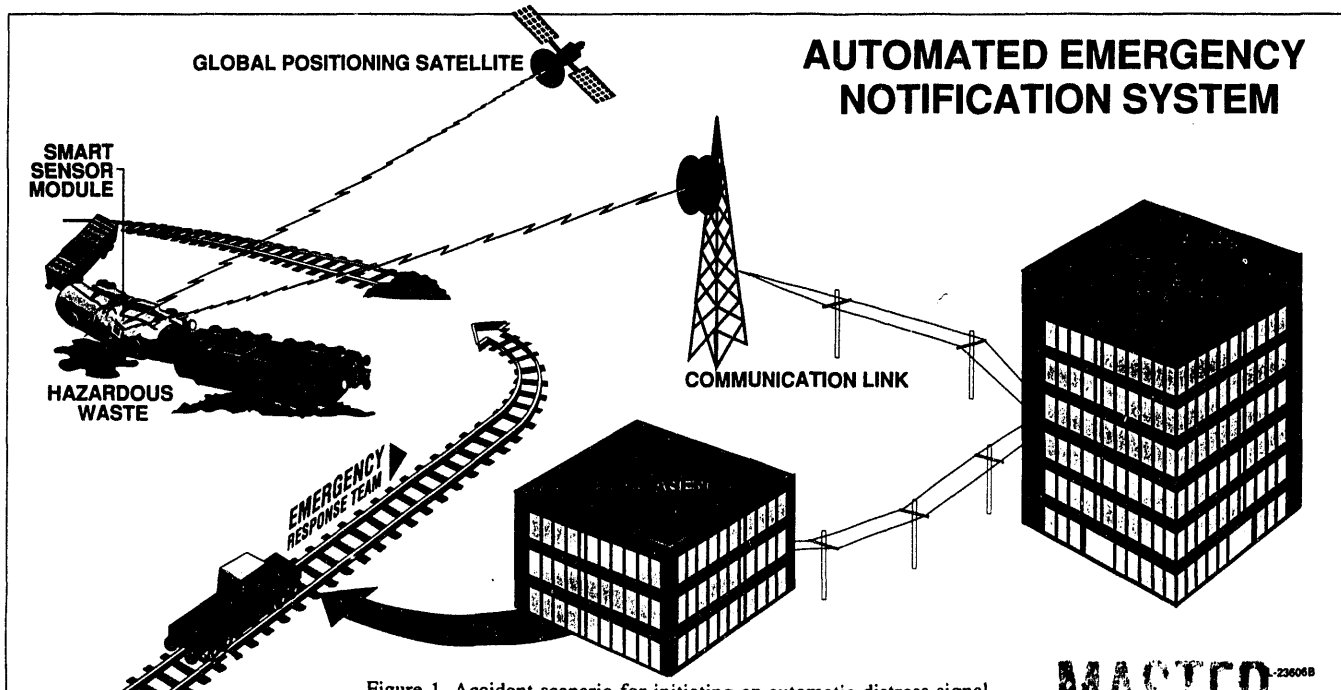 AUTOMATED EMERGENCY
NOTIFICATION SYSTEM
GLOBAL POSITIONING SATELLITE
SMART
SENSOR
MODULE
HAZARDOUS
WASTE
COMMUNICATION LINK
EMERGENCY
RESPONSE TEAM
Figure 1. Accident scenario for initiating an automatic distress signal
MASTER